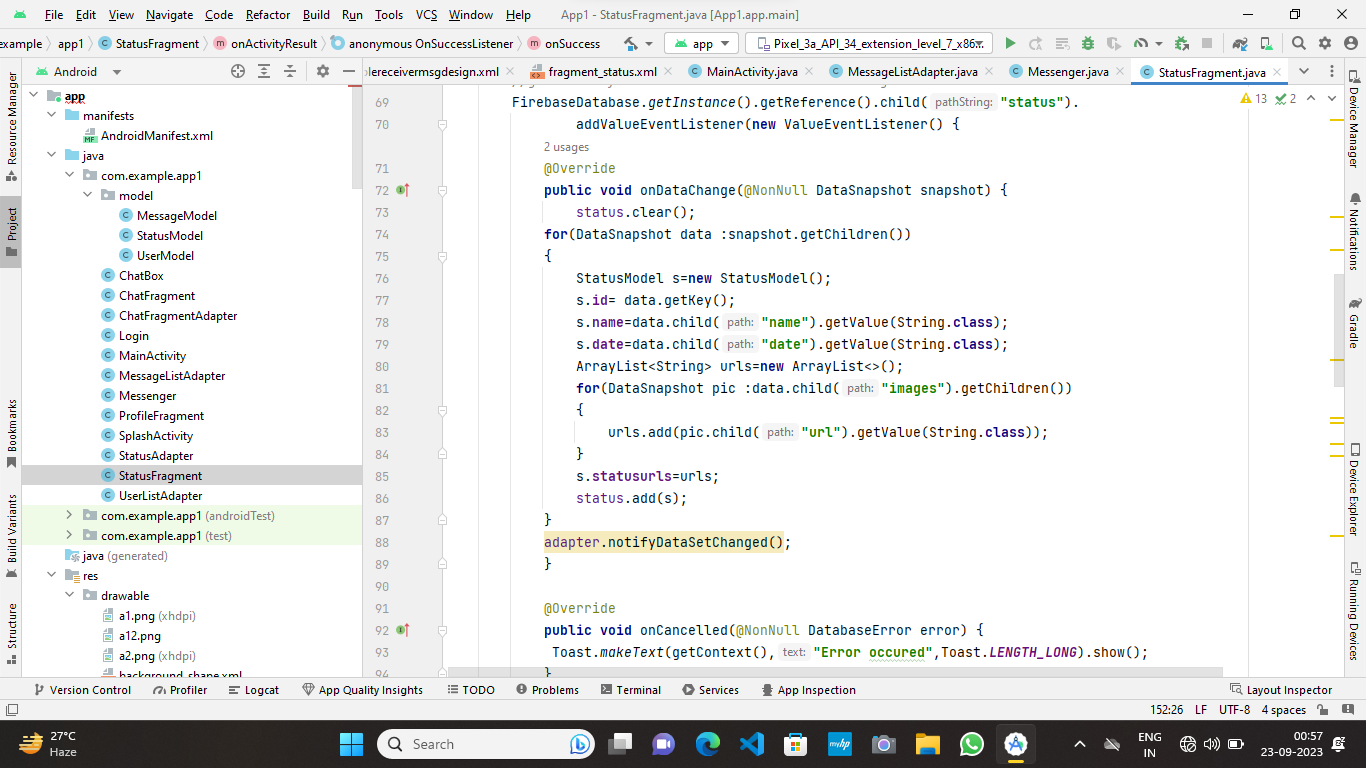 File Edit View Navigate Code Refactor Build Run Tools VCS Window Help App1 - StatusFragment.java [App1.app.main]
example app1 StatusFragment onActivityResult anonymous OnSuccessListener onSuccess app Pixel_3a_API_34_extension_level_7_x86
Android
lereceivermsgdesign.xml fragment_status.xml MainActivity.java MessageListAdapter.java Messenger.java StatusFragment.java
Resource Manager
Project
Bookmarks
Build Variants
Structure
app
manifests
AndroidManifest.xml
java
com.example.app1
model
MessageModel
StatusModel
UserModel
ChatBox
ChatFragment
ChatFragmentAdapter
Login
MainActivity
MessageListAdapter
Messenger
ProfileFragment
SplashActivity
StatusAdapter
StatusFragment
UserListAdapter
com.example.app1 (androidTest)
com.example.app1 (test)
java (generated)
res
drawable
a1.png (xhdpi)
a12.png
a2.png (xhdpi)
background_shape.xml
13 2
69 FirebaseDatabase.getInstance().getReference().child( pathString: "status").
70 addValueEventListener(new ValueEventListener() {
2 usages
71 @Override
72 public void onDataChange(@NonNull DataSnapshot snapshot) {
73 status.clear();
74 for(DataSnapshot data :snapshot.getChildren())
75 {
76 StatusModel s=new StatusModel();
77 s.id= data.getKey();
78 s.name=data.child( path: "name").getValue(String.class);
79 s.date=data.child( path: "date").getValue(String.class);
80 ArrayList<String> urls=new ArrayList<>();
81 for(DataSnapshot pic :data.child( path: "images").getChildren())
82 {
83 urls.add(pic.child( path: "url").getValue(String.class));
84 }
85 s.statusurls=urls;
86 status.add(s);
87 }
88 adapter.notifyDataSetChanged();
89 }
90
91 @Override
92 public void onCancelled(@NonNull DatabaseError error) {
93 Toast.makeText(getContext(), text: "Error occured",Toast.LENGTH_LONG).show();
94 }
Device Manager
Notifications
Gradle
Device Explorer
Running Devices
Version Control Profiler Logcat App Quality Insights TODO Problems Terminal Services App Inspection Layout Inspector
152:26 LF UTF-8 4 spaces
27°C
Haze
Search
my hp
ENG
IN
00:57
23-09-2023